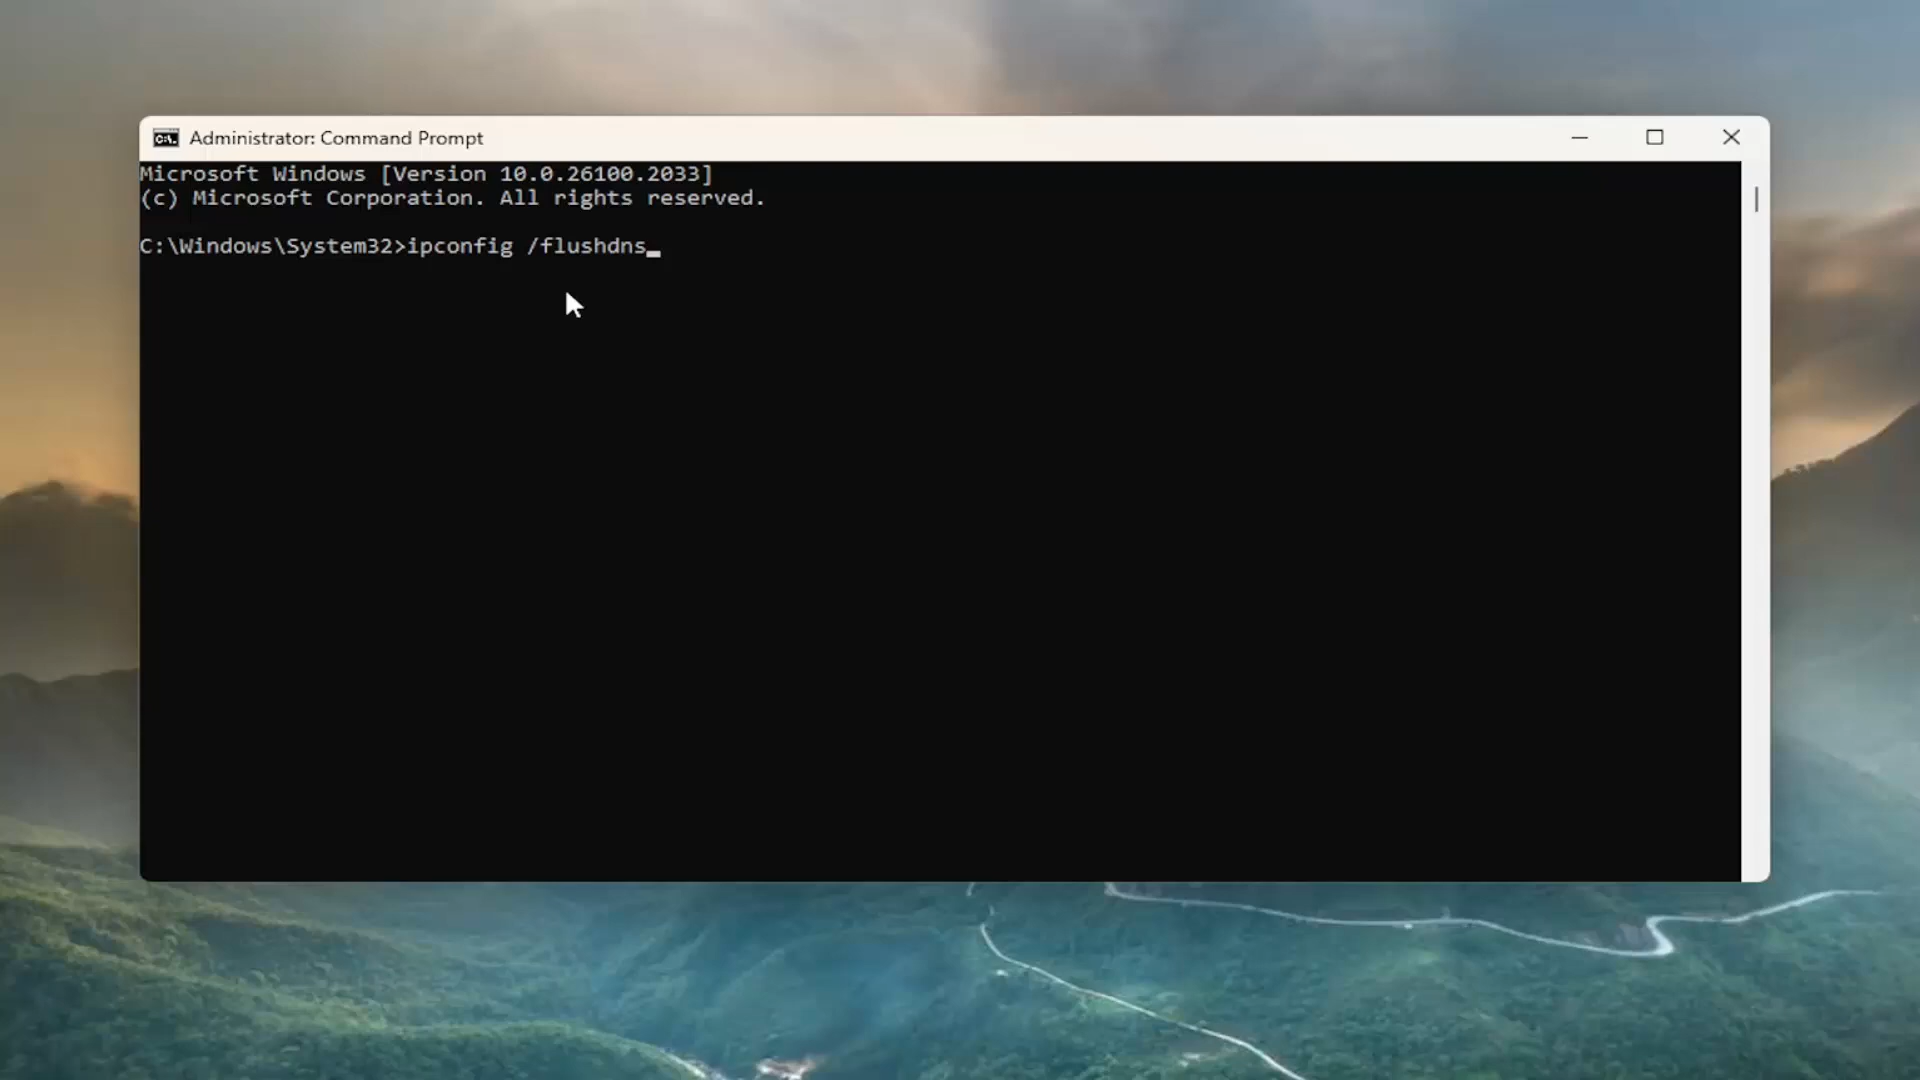 Administrator: Command Prompt
Microsoft Windows [Version 10.0.26100.2033]
(c) Microsoft Corporation. All rights reserved.
C:\Windows\System32>ipconfig /flushdns